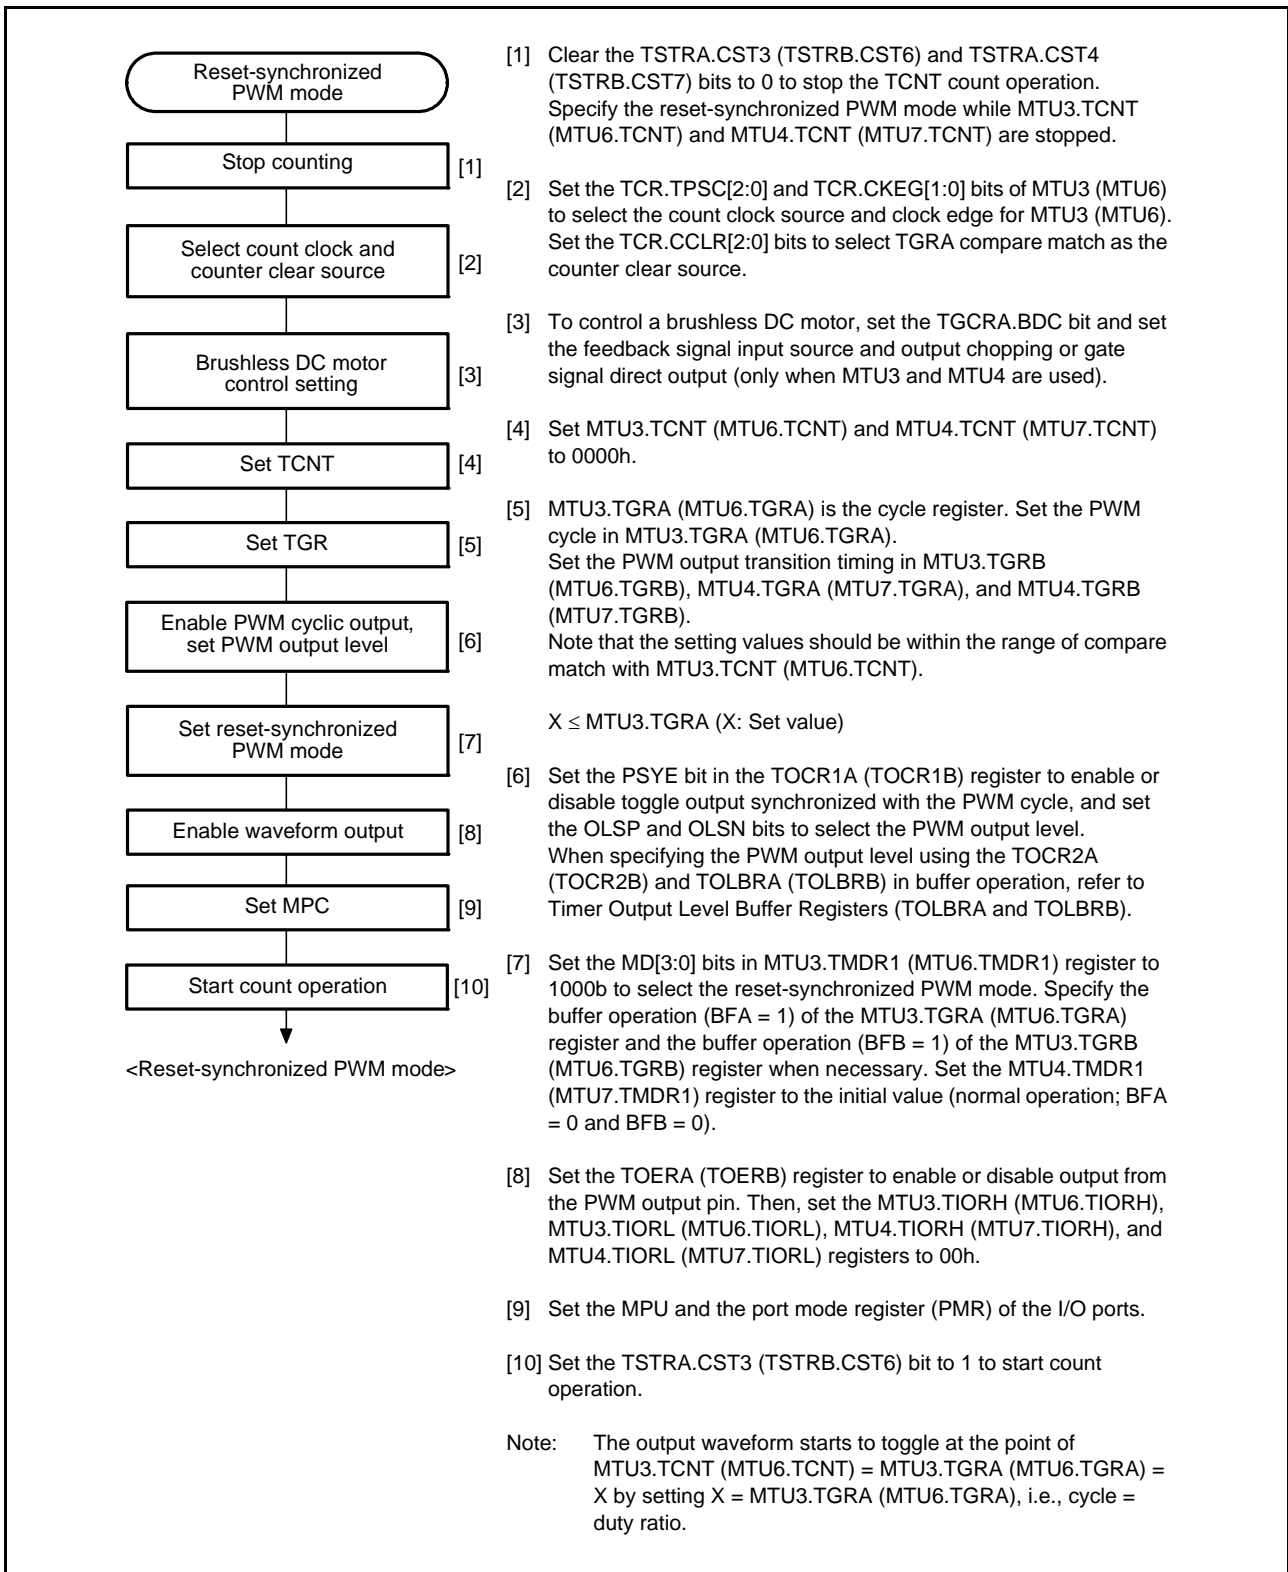 Reset-synchronized
PWM mode
Stop counting
[1]
Select count clock and
counter clear source
[2]
Brushless DC motor
control setting
[3]
Set TCNT
[4]
Set TGR
[5]
Enable PWM cyclic output,
set PWM output level
[6]
Set reset-synchronized
PWM mode
[7]
Enable waveform output
[8]
Set MPC
[9]
Start count operation
[10]
<Reset-synchronized PWM mode>
[1] Clear the TSTRA.CST3 (TSTRB.CST6) and TSTRA.CST4
(TSTRB.CST7) bits to 0 to stop the TCNT count operation.
Specify the reset-synchronized PWM mode while MTU3.TCNT
(MTU6.TCNT) and MTU4.TCNT (MTU7.TCNT) are stopped.
[2] Set the TCR.TPSC[2:0] and TCR.CKEG[1:0] bits of MTU3 (MTU6)
to select the count clock source and clock edge for MTU3 (MTU6).
Set the TCR.CCLR[2:0] bits to select TGRA compare match as the
counter clear source.
[3] To control a brushless DC motor, set the TGCRA.BDC bit and set
the feedback signal input source and output chopping or gate
signal direct output (only when MTU3 and MTU4 are used).
[4] Set MTU3.TCNT (MTU6.TCNT) and MTU4.TCNT (MTU7.TCNT)
to 0000h.
[5] MTU3.TGRA (MTU6.TGRA) is the cycle register. Set the PWM
cycle in MTU3.TGRA (MTU6.TGRA).
Set the PWM output transition timing in MTU3.TGRB
(MTU6.TGRB), MTU4.TGRA (MTU7.TGRA), and MTU4.TGRB
(MTU7.TGRB).
Note that the setting values should be within the range of compare
match with MTU3.TCNT (MTU6.TCNT).
X ≤ MTU3.TGRA (X: Set value)
[6] Set the PSYE bit in the TOCR1A (TOCR1B) register to enable or
disable toggle output synchronized with the PWM cycle, and set
the OLSP and OLSN bits to select the PWM output level.
When specifying the PWM output level using the TOCR2A
(TOCR2B) and TOLBRA (TOLBRB) in buffer operation, refer to
Timer Output Level Buffer Registers (TOLBRA and TOLBRB).
[7] Set the MD[3:0] bits in MTU3.TMDR1 (MTU6.TMDR1) register to
1000b to select the reset-synchronized PWM mode. Specify the
buffer operation (BFA = 1) of the MTU3.TGRA (MTU6.TGRA)
register and the buffer operation (BFB = 1) of the MTU3.TGRB
(MTU6.TGRB) register when necessary. Set the MTU4.TMDR1
(MTU7.TMDR1) register to the initial value (normal operation; BFA
= 0 and BFB = 0).
[8] Set the TOERA (TOERB) register to enable or disable output from
the PWM output pin. Then, set the MTU3.TIORH (MTU6.TIORH),
MTU3.TIORL (MTU6.TIORL), MTU4.TIORH (MTU7.TIORH), and
MTU4.TIORL (MTU7.TIORL) registers to 00h.
[9] Set the MPU and the port mode register (PMR) of the I/O ports.
[10] Set the TSTRA.CST3 (TSTRB.CST6) bit to 1 to start count
operation.
Note: The output waveform starts to toggle at the point of
MTU3.TCNT (MTU6.TCNT) = MTU3.TGRA (MTU6.TGRA) =
X by setting X = MTU3.TGRA (MTU6.TGRA), i.e., cycle =
duty ratio.